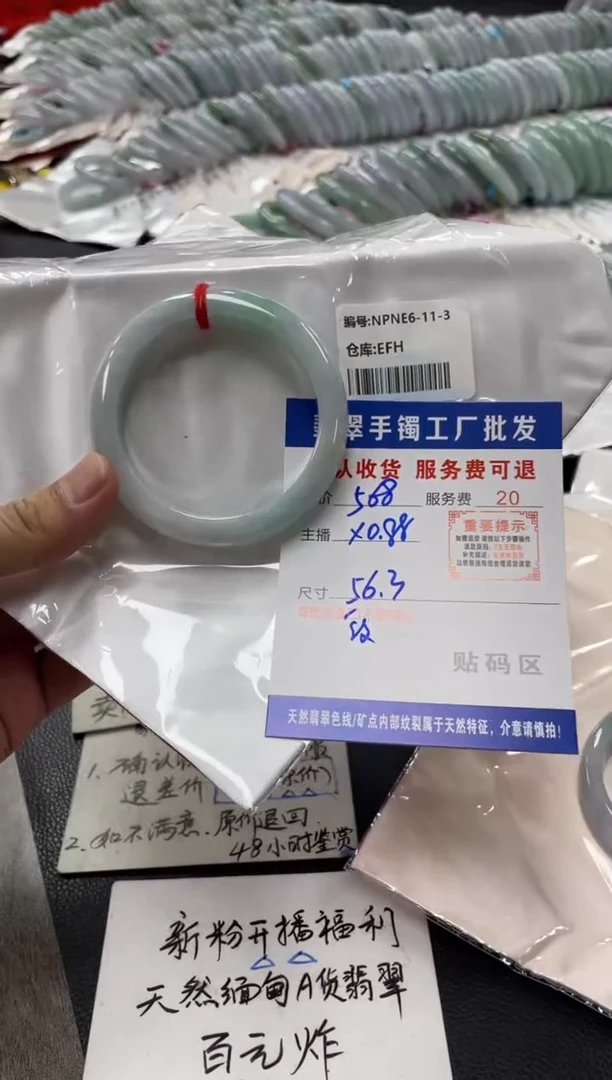 编号:NPNE6-11-3
仓库:EFH
翠手镯工厂批发
认收货 服务费可退
价 568 服务费 20
主播 X0.88
重要提示
尺寸 56.3
纹
贴码区
天然翡翠色线/矿点内部纹裂属于天然特征，介意请慎拍!
1、确认收
退差价
2、如不满意、原价退回
48小时鉴赏
新粉开播福利
天然缅甸A货翡翠
百元炸